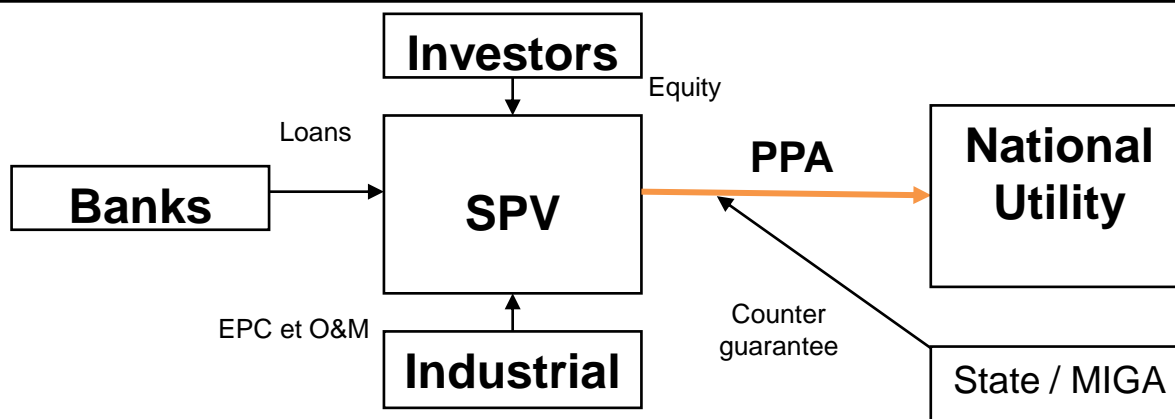 Investors
Equity
Loans
PPA
National
Utility
Banks
SPV
EPC et O&M
Counter
guarantee
Industrial
State / MIGA